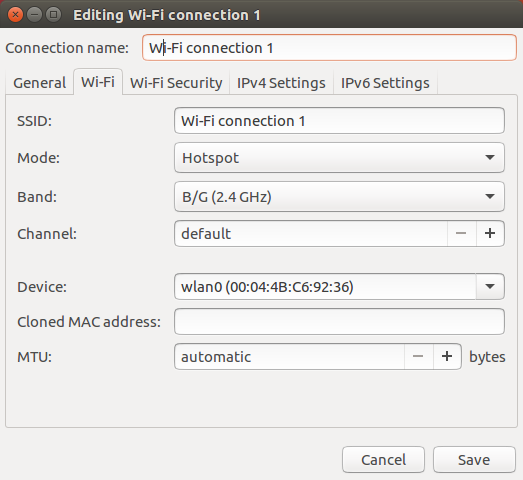 Editing Wi-Fi connection 1
Connection name: Wi-Fi connection 1
General Wi-Fi Wi-Fi Security IPv4 Settings IPv6 Settings
SSID: Wi-Fi connection 1
Mode: Hotspot
Band: B/G (2.4 GHz)
Channel: default
Device: wlan0 (00:04:4B:C6:92:36)
Cloned MAC address:
MTU: automatic bytes
Cancel Save